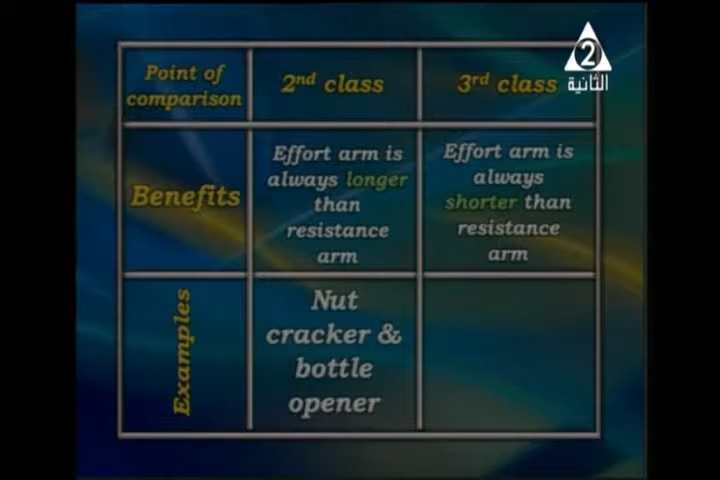 2
الثانية
Point of
comparison
2nd class
3rd class
Benefits
Effort arm is
always longer
than
resistance
arm
Effort arm is
always
shorter than
resistance
arm
Examples
Nut
cracker &
bottle
opener